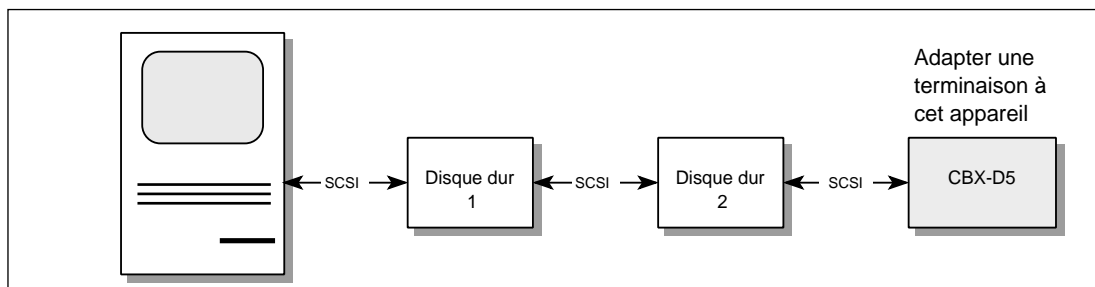 Adapter une
terminaison à
cet appareil
SCSI
Disque dur
1
SCSI
Disque dur
2
SCSI
CBX-D5